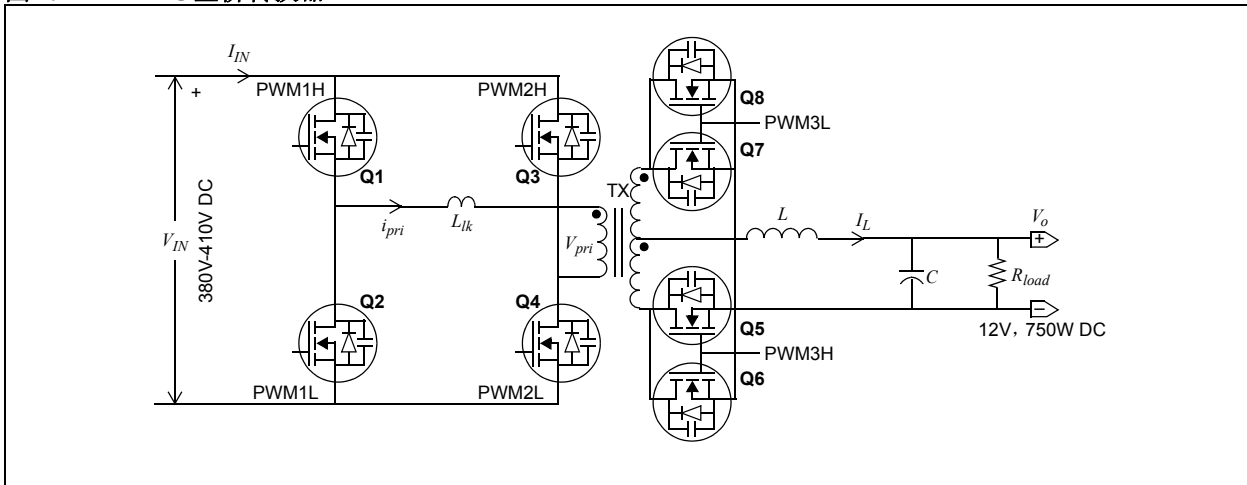 I_IN
PWM1H
PWM2H
+
Q8
PWM3L
Q7
Q1
Q3
TX
V_IN
380V-410V DC
i_pri
L_lk
V_pri
L
I_L
V_o
+
C
R_load
Q2
Q4
Q5
−
12V，750W DC
PWM3H
Q6
PWM1L
PWM2L